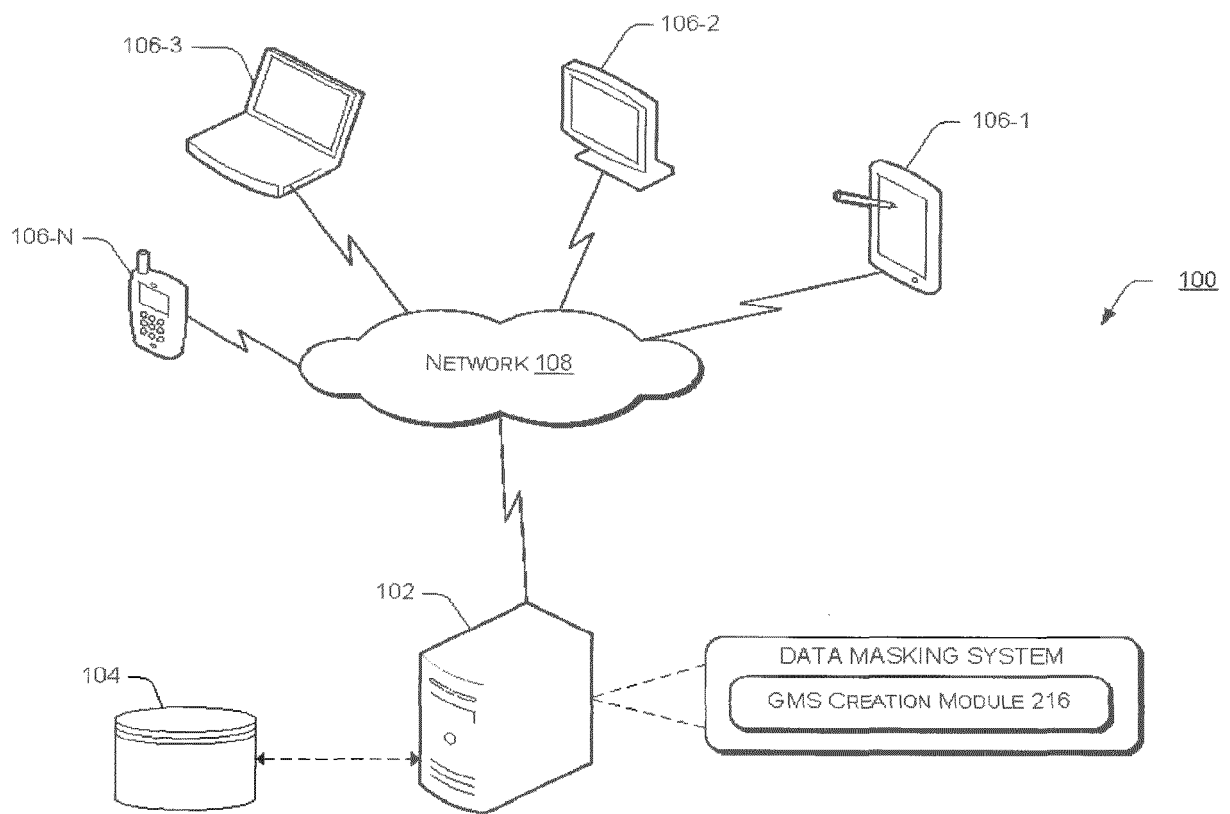 106-2
106-3
106-1
106-N
100
NETWORK 108
102
DATA MASKING SYSTEM
104
GMS CREATION MODULE 216